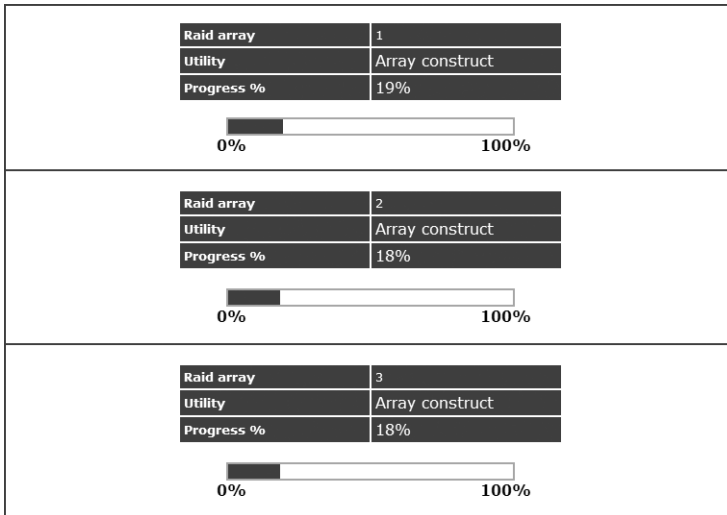 Raid array 1
Utility Array construct
Progress % 19%
0% 100%
Raid array 2
Utility Array construct
Progress % 18%
0% 100%
Raid array 3
Utility Array construct
Progress % 18%
0% 100%